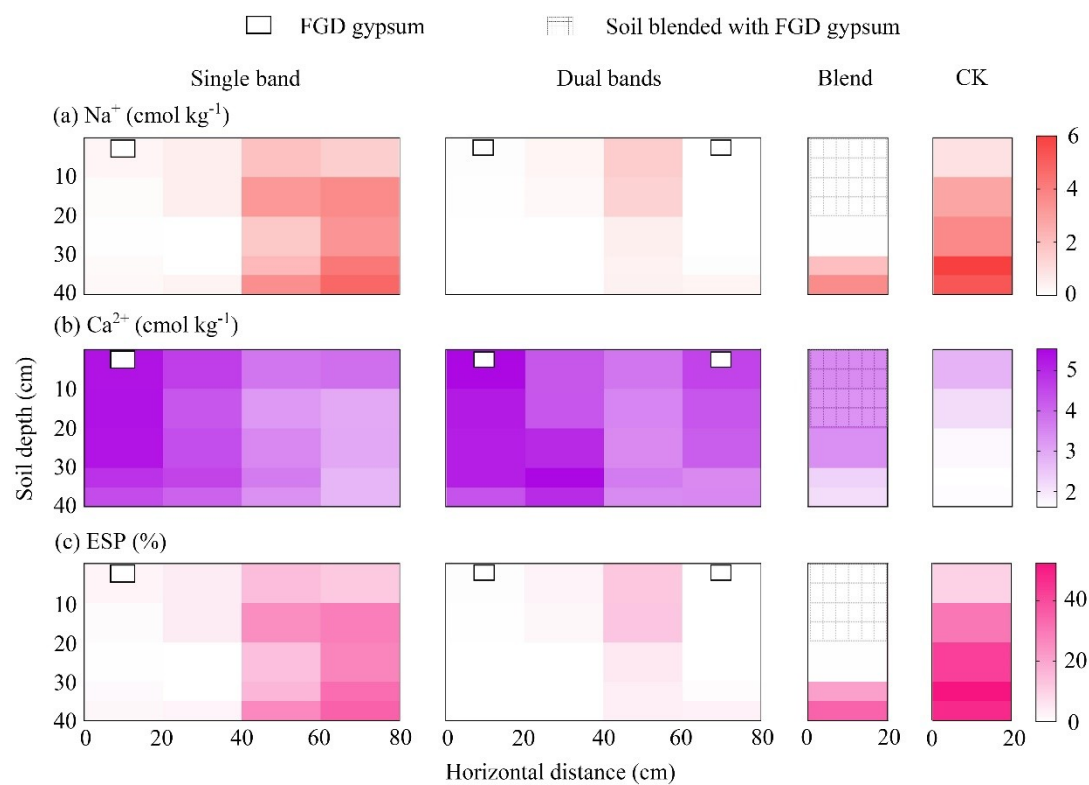 FGD gypsum Soil blended with FGD gypsum
Single band Dual bands Blend CK
(a) Na⁺ (cmol kg⁻¹)
6
10
4
20
2
30
40 0
(b) Ca²⁺ (cmol kg⁻¹)
5
10
4
20
3
30
2
40
Soil depth (cm)
(c) ESP (%)
40
10
20
20
30
40 0
0 20 40 60 80 0 20 40 60 80 0 20 0 20
Horizontal distance (cm)